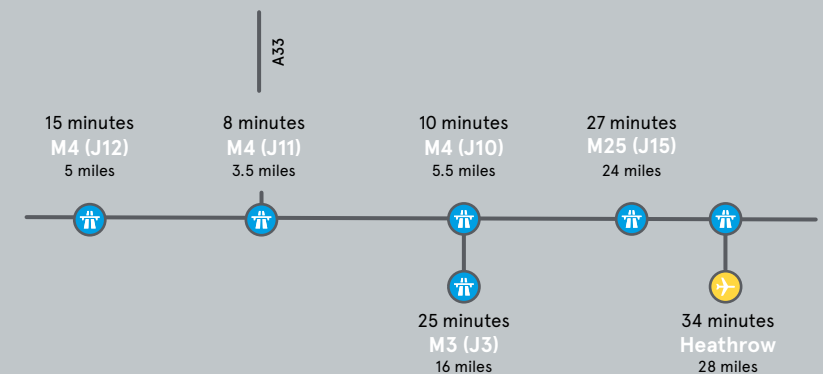 A33
15 minutes
M4 (J12)
5 miles
8 minutes
M4 (J11)
3.5 miles
10 minutes
M4 (J10)
5.5 miles
27 minutes
M25 (J15)
24 miles
25 minutes
M3 (J3)
16 miles
34 minutes
Heathrow
28 miles